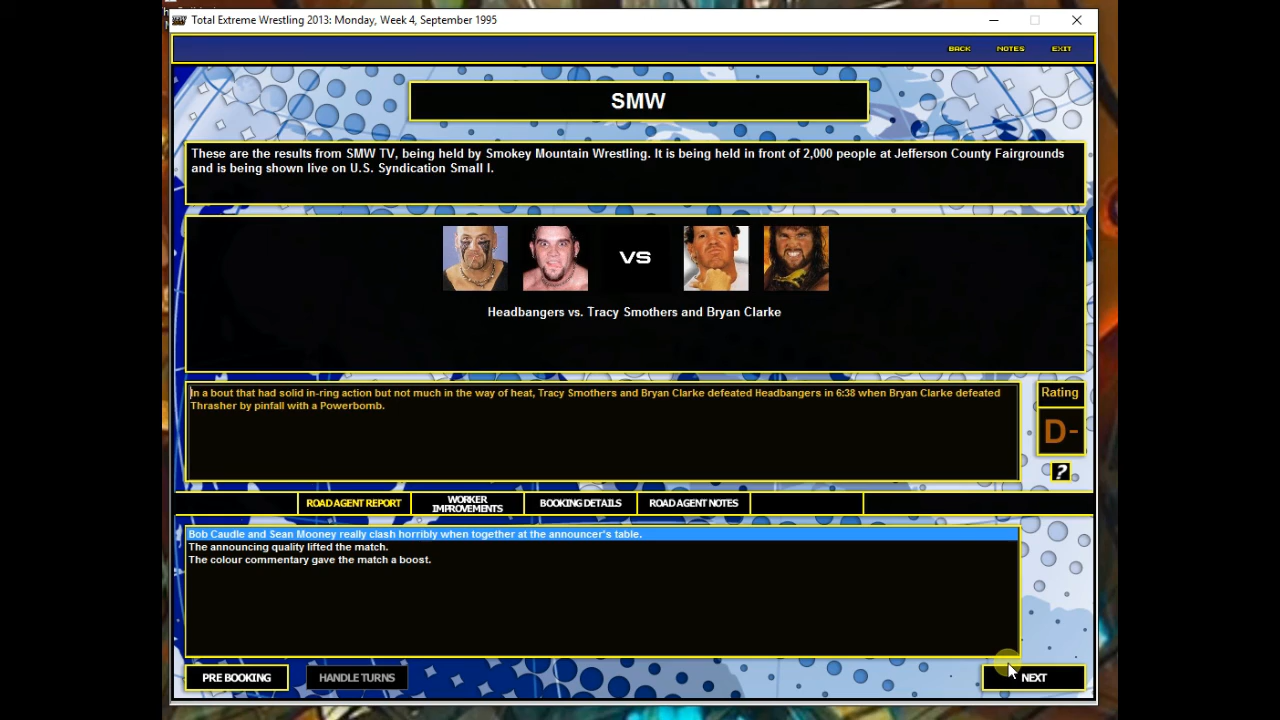 Total Extreme Wrestling 2013: Monday, Week 4, September 1995
BACK NOTES EXIT
SMW
These are the results from SMW TV, being held by Smokey Mountain Wrestling. It is being held in front of 2,000 people at Jefferson County Fairgrounds
and is being shown live on U.S. Syndication Small I.
VS
Headbangers vs. Tracy Smothers and Bryan Clarke
In a bout that had solid in-ring action but not much in the way of heat, Tracy Smothers and Bryan Clarke defeated Headbangers in 6:38 when Bryan Clarke defeated
Thrasher by pinfall with a Powerbomb.
Rating
D-
?
ROAD AGENT REPORT
WORKER
IMPROVEMENTS
BOOKING DETAILS
ROAD AGENT NOTES
Bob Caudle and Sean Mooney really clash horribly when together at the announcer's table.
The announcing quality lifted the match.
The colour commentary gave the match a boost.
PRE BOOKING
HANDLE TURNS
NEXT